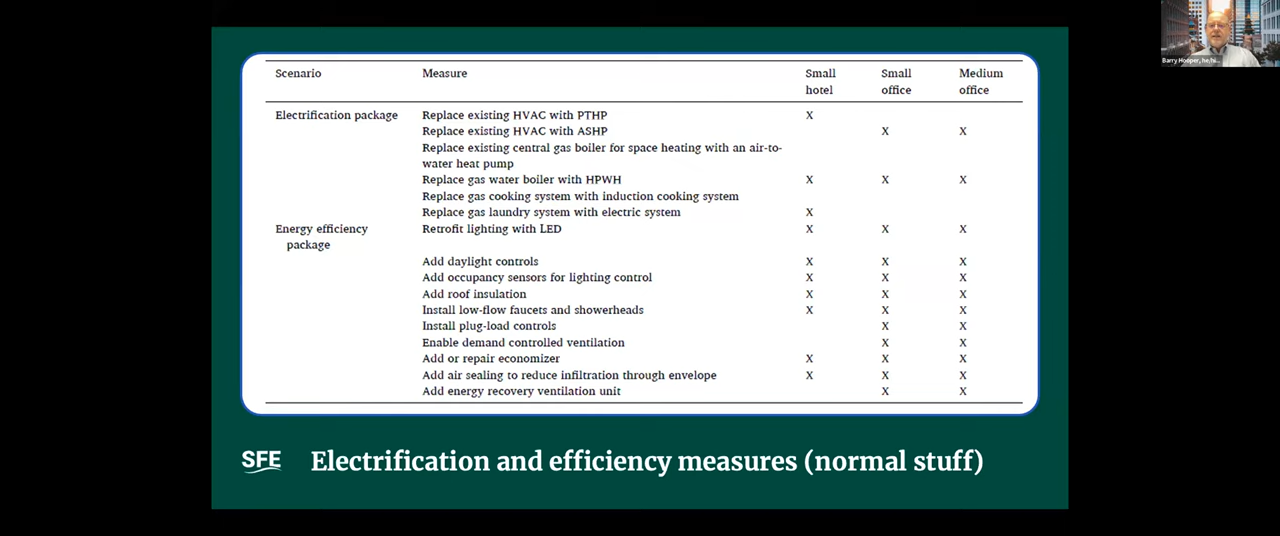 Scenario Measure Small hotel Small office Medium office
Electrification package Replace existing HVAC with PTHP X
Replace existing HVAC with ASHP X X
Replace existing central gas boiler for space heating with an air-to-
water heat pump
Replace gas water boiler with HPWH X X X
Replace gas cooking system with induction cooking system
Replace gas laundry system with electric system X
Energy efficiency package Retrofit lighting with LED X X X
Add daylight controls X X X
Add occupancy sensors for lighting control X X X
Add roof insulation X X X
Install low-flow faucets and showerheads X X X
Install plug-load controls X X
Enable demand controlled ventilation X X
Add or repair economizer X X X
Add air sealing to reduce infiltration through envelope X X X
Add energy recovery ventilation unit X X
SFE Electrification and efficiency measures (normal stuff)
Barry Hooper, he/hi...